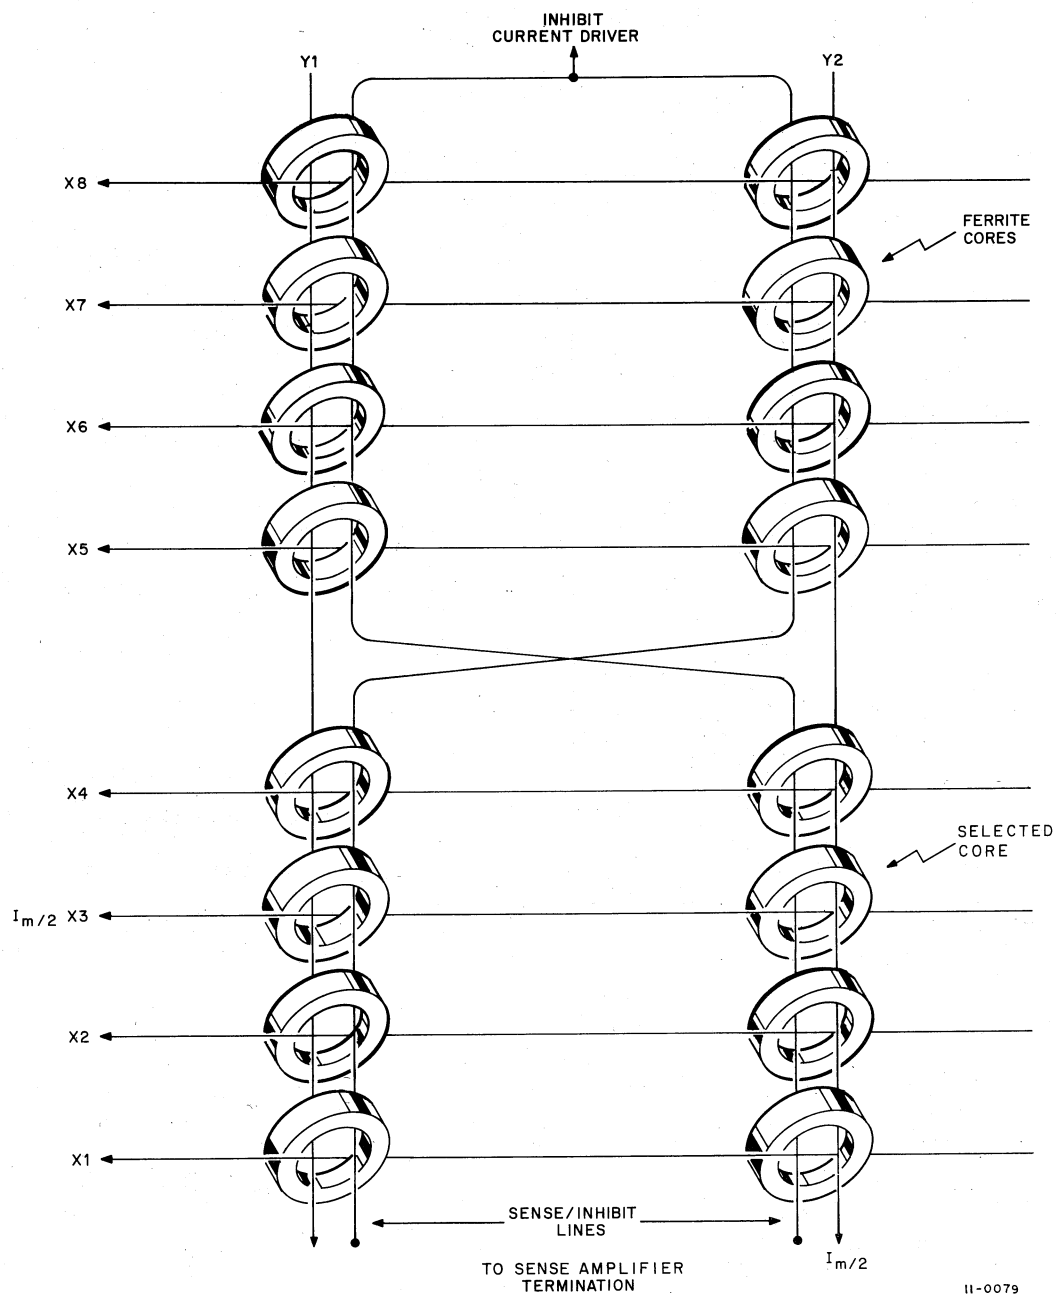 INHIBIT
CURRENT DRIVER
Y1
Y2
X8
FERRITE
CORES
X7
X6
X5
X4
SELECTED
CORE
Im/2 X3
X2
X1
SENSE/INHIBIT
LINES
Im/2
TO SENSE AMPLIFIER
TERMINATION
11-0079